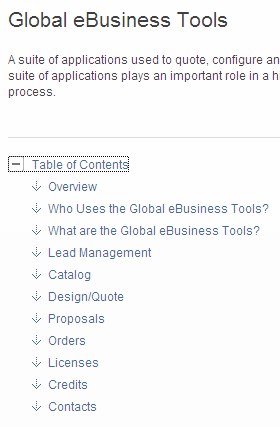 Global eBusiness Tools
A suite of applications used to quote, configure an
suite of applications plays an important role in a h
process.
Table of Contents
Overview
Who Uses the Global eBusiness Tools?
What are the Global eBusiness Tools?
Lead Management
Catalog
Design/Quote
Proposals
Orders
Licenses
Credits
Contacts